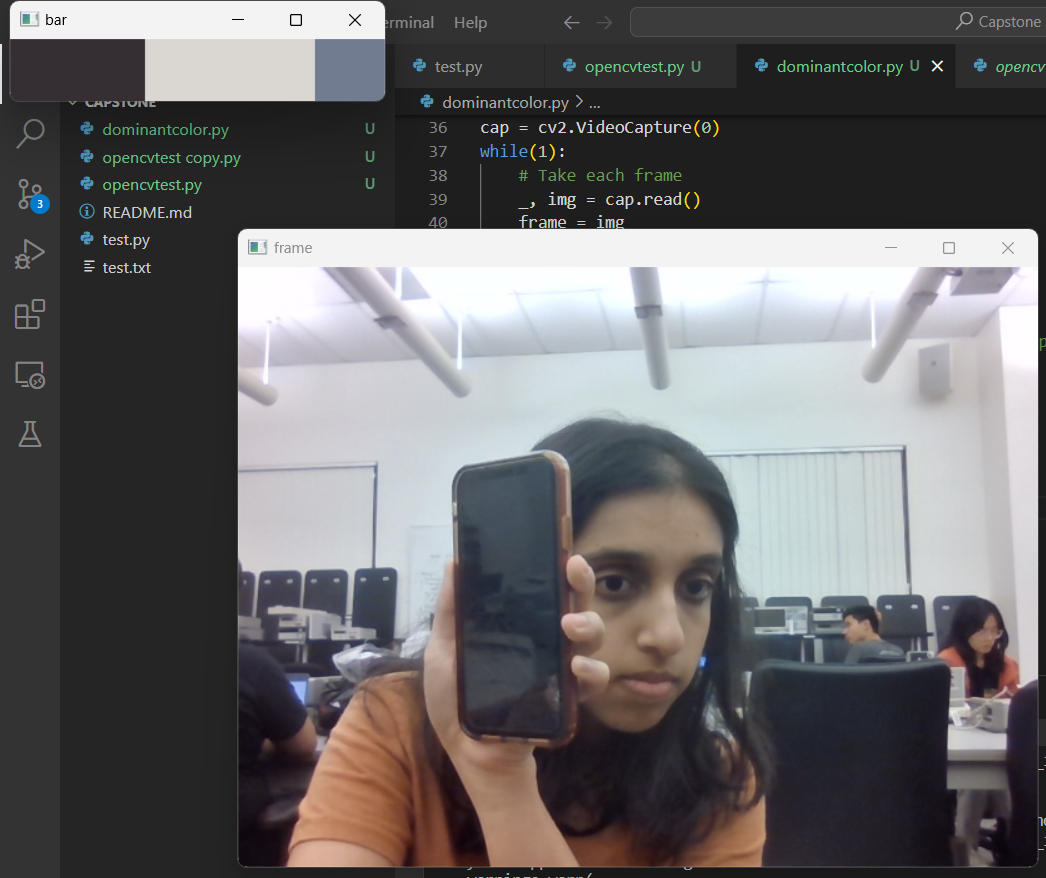 bar
erminal Help
Capstone
test.py
opencvtest.py U
dominantcolor.py U
opencv
CAPSTONE
dominantcolor.py U
opencvtest copy.py U
opencvtest.py U
README.md
test.py
test.txt
3
dominantcolor.py > ...
36 cap = cv2.VideoCapture(0)
37 while(1):
38 # Take each frame
39 _, img = cap.read()
40 frame = img
frame